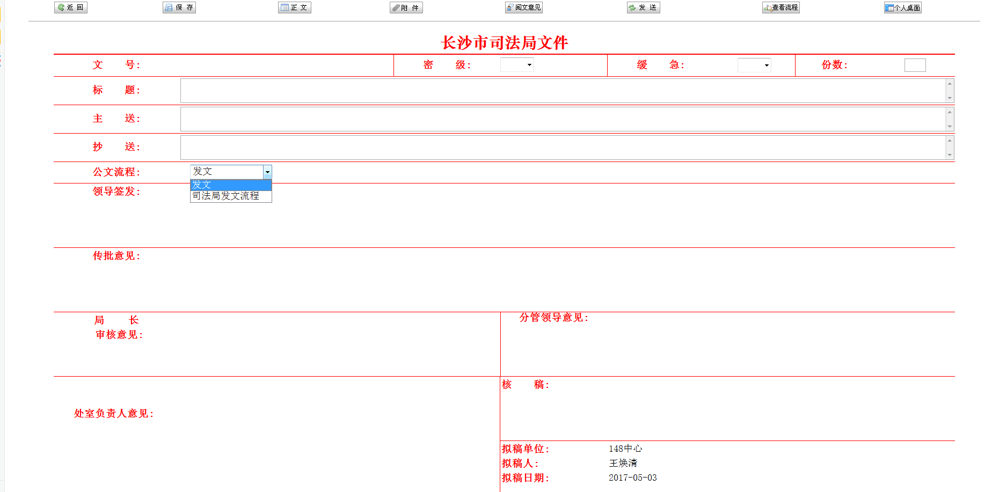 返 回 保 存 正 文 附 件 阅文意见 发 送 查看流程 个人桌面
长沙市司法局文件
文 号: 密 级: 缓 急: 份数:
标 题:
主 送:
抄 送:
公文流程: 发文
发文
领导签发: 司法局发文流程
传批意见:
局 长 分管领导意见:
审核意见:
核 稿:
处室负责人意见:
拟稿单位: 148中心
拟稿人: 王焕清
拟稿日期: 2017-05-03